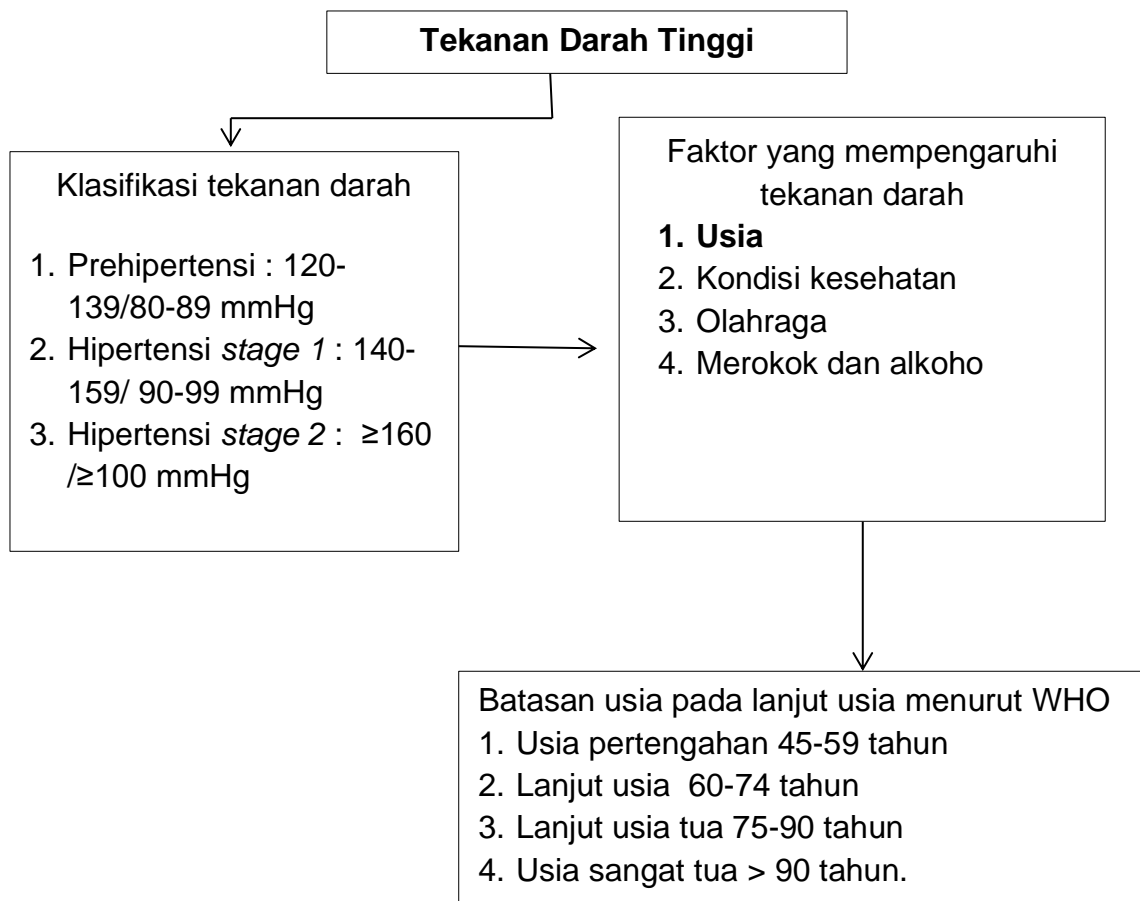 Tekanan Darah Tinggi
Klasifikasi tekanan darah
1. Prehipertensi : 120-
139/80-89 mmHg
2. Hipertensi stage 1 : 140-
159/ 90-99 mmHg
3. Hipertensi stage 2 : ≥160
/≥100 mmHg
Faktor yang mempengaruhi
tekanan darah
1. Usia
2. Kondisi kesehatan
3. Olahraga
4. Merokok dan alkoho
Batasan usia pada lanjut usia menurut WHO
1. Usia pertengahan 45-59 tahun
2. Lanjut usia 60-74 tahun
3. Lanjut usia tua 75-90 tahun
4. Usia sangat tua > 90 tahun.